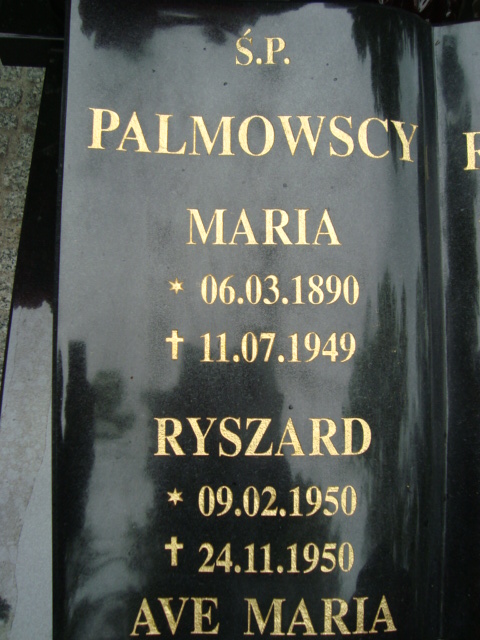 Ś.P.
PALMOWSCY
MARIA
* 06.03.1890
✝ 11.07.1949
RYSZARD
* 09.02.1950
✝ 24.11.1950
AVE MARIA